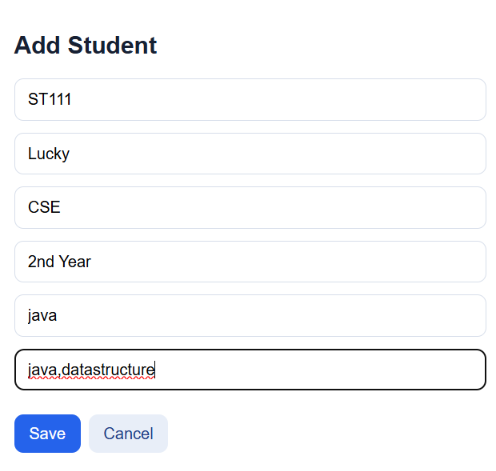 Add Student
ST111
Lucky
CSE
2nd Year
java
java,datastructure
Save Cancel